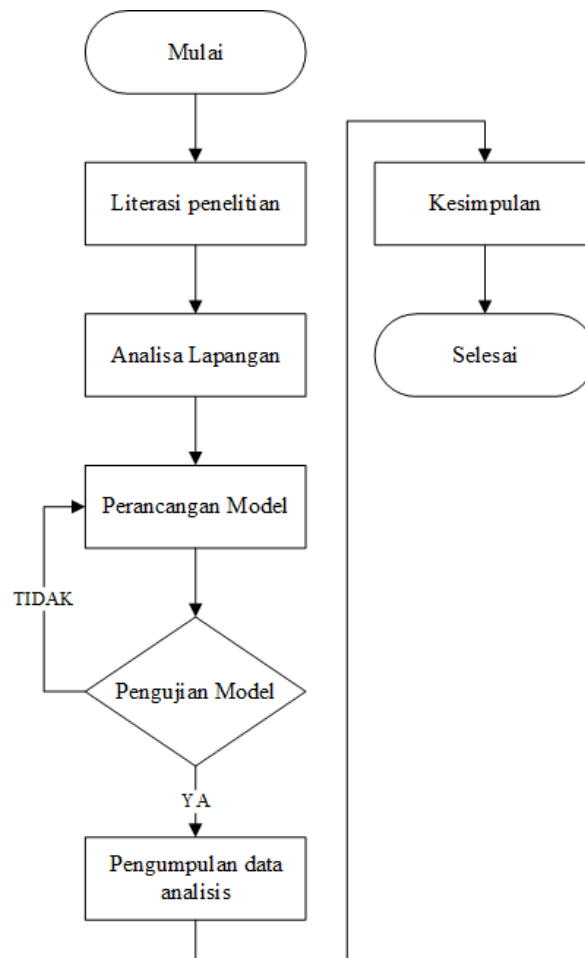 Mulai
Literasi penelitian
Analisa Lapangan
Perancangan Model
TIDAK
Pengujian Model
YA
Pengumpulan data
analisis
Kesimpulan
Selesai